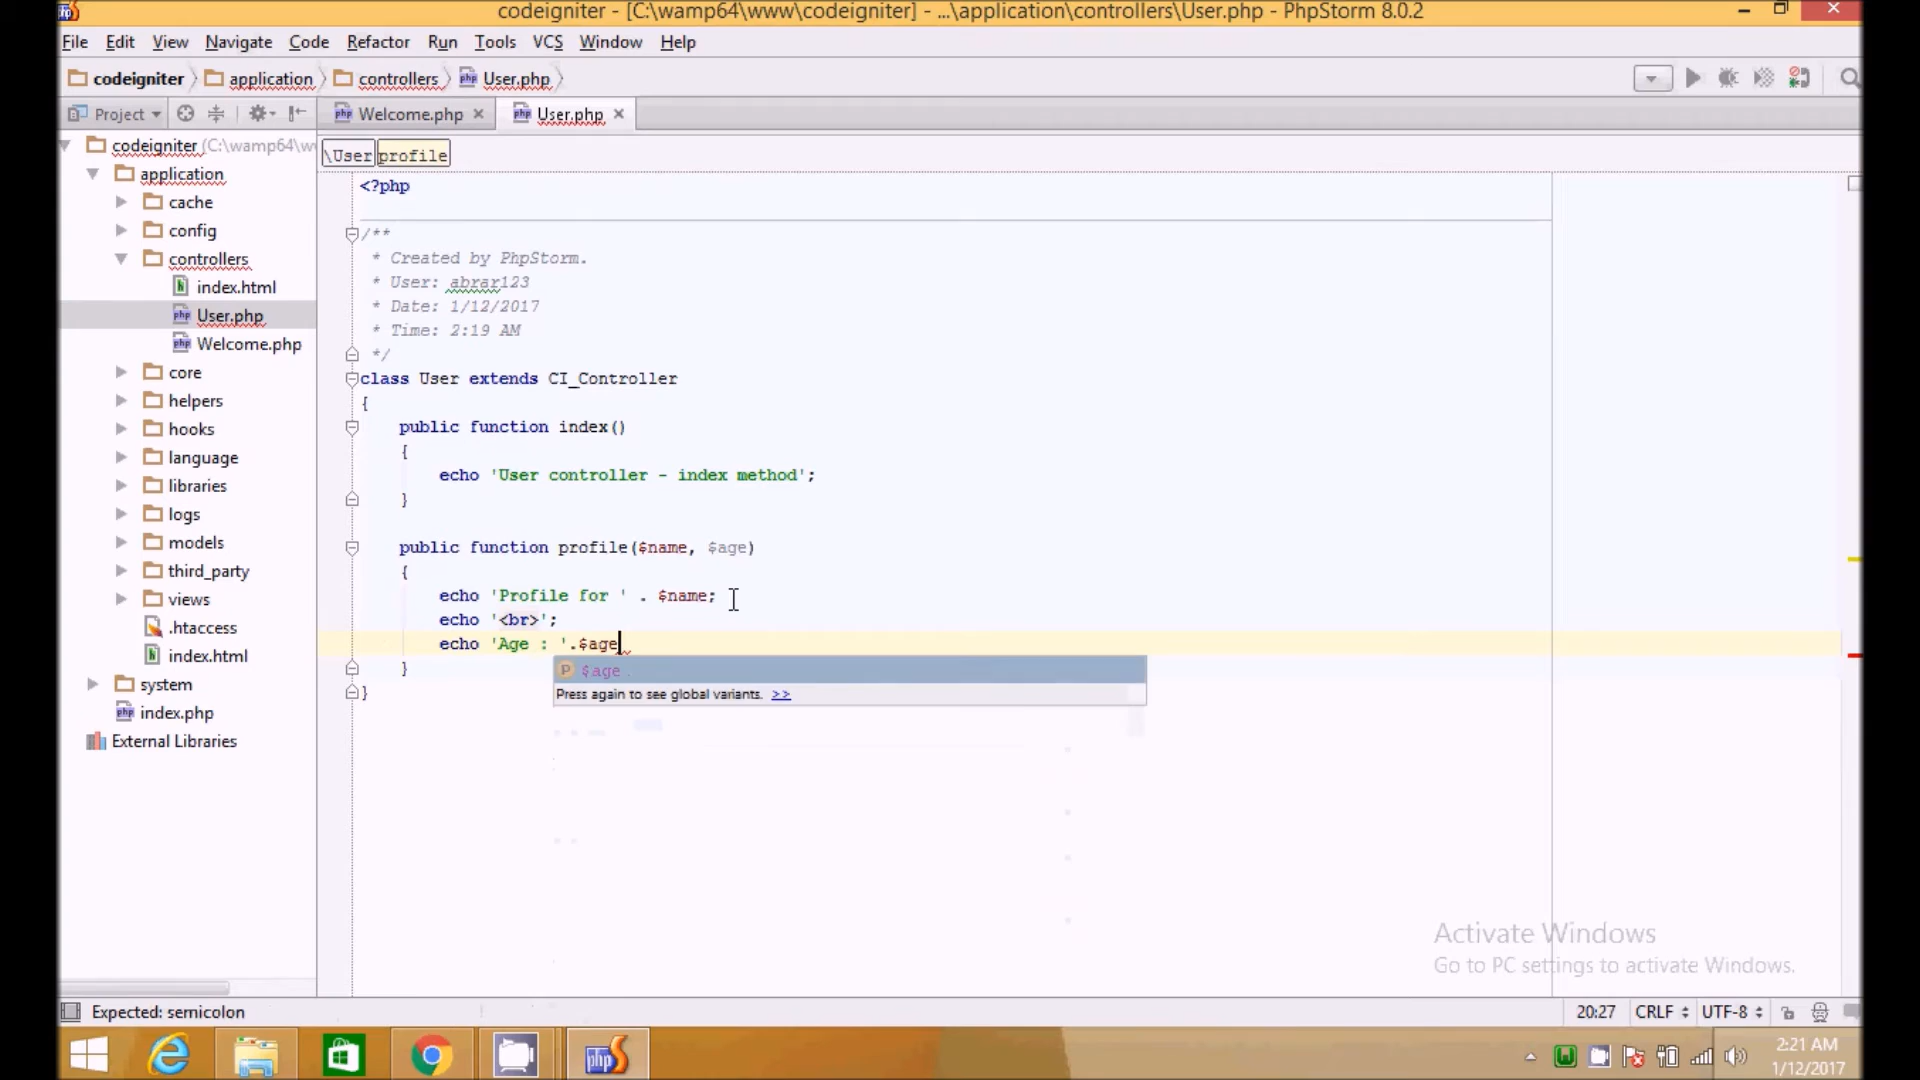 codeigniter - [C:\wamp64\www\codeigniter] - ...\application\controllers\User.php - PhpStorm 8.0.2
File Edit View Navigate Code Refactor Run Tools VCS Window Help
codeigniter application controllers User.php
Project
Welcome.php User.php
codeigniter (C:\wamp64\w
\User profile
application
cache
config
controllers
index.html
User.php
Welcome.php
core
helpers
hooks
language
libraries
logs
models
third_party
views
.htaccess
index.html
system
index.php
External Libraries
<?php
/**
* Created by PhpStorm.
* User: abrar123
* Date: 1/12/2017
* Time: 2:19 AM
*/
class User extends CI_Controller
{
public function index()
{
echo 'User controller - index method';
}
public function profile($name, $age)
{
echo 'Profile for ' . $name;
echo '<br>';
echo 'Age : '.$age
}
}
P $age
Press again to see global variants. >>
Activate Windows
Go to PC settings to activate Windows.
Expected: semicolon
20:27 CRLF UTF-8
2:21 AM
1/12/2017